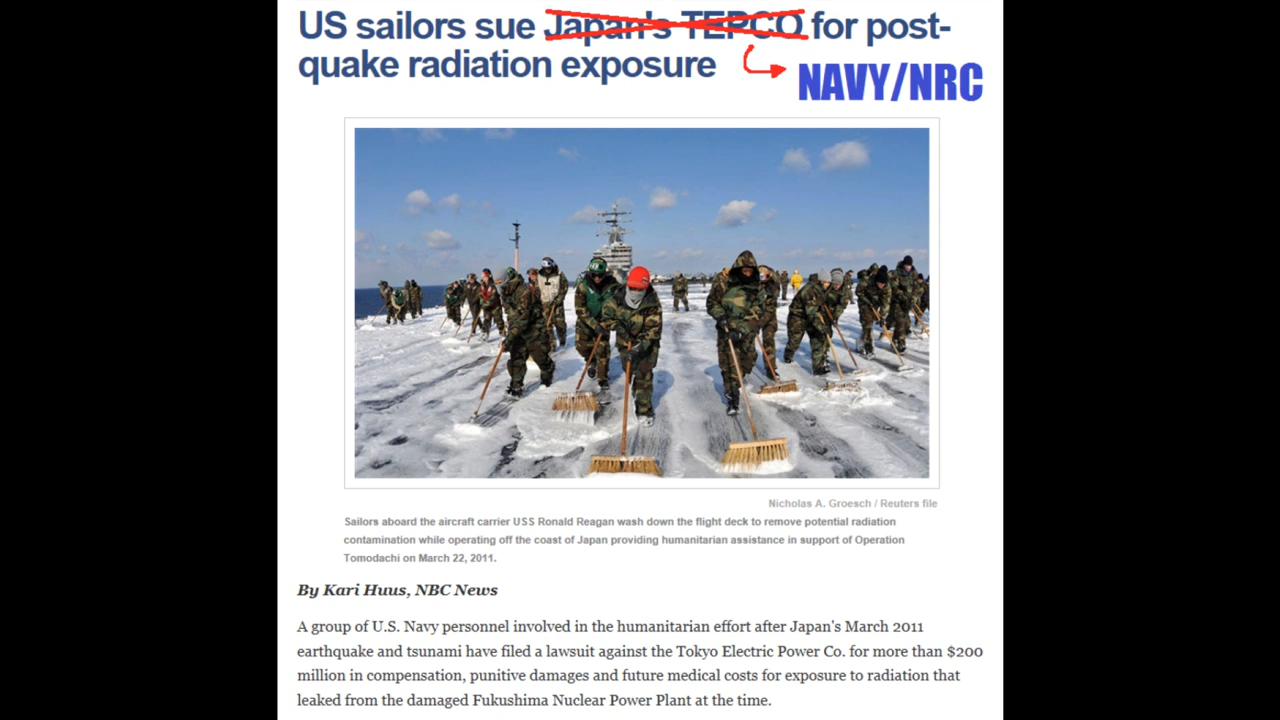 US sailors sue Japan's TEPCO for post-
quake radiation exposure
NAVY/NRC
Nicholas A. Groesch / Reuters file
Sailors aboard the aircraft carrier USS Ronald Reagan wash down the flight deck to remove potential radiation
contamination while operating off the coast of Japan providing humanitarian assistance in support of Operation
Tomodachi on March 22, 2011.
By Kari Huus, NBC News
A group of U.S. Navy personnel involved in the humanitarian effort after Japan's March 2011
earthquake and tsunami have filed a lawsuit against the Tokyo Electric Power Co. for more than $200
million in compensation, punitive damages and future medical costs for exposure to radiation that
leaked from the damaged Fukushima Nuclear Power Plant at the time.